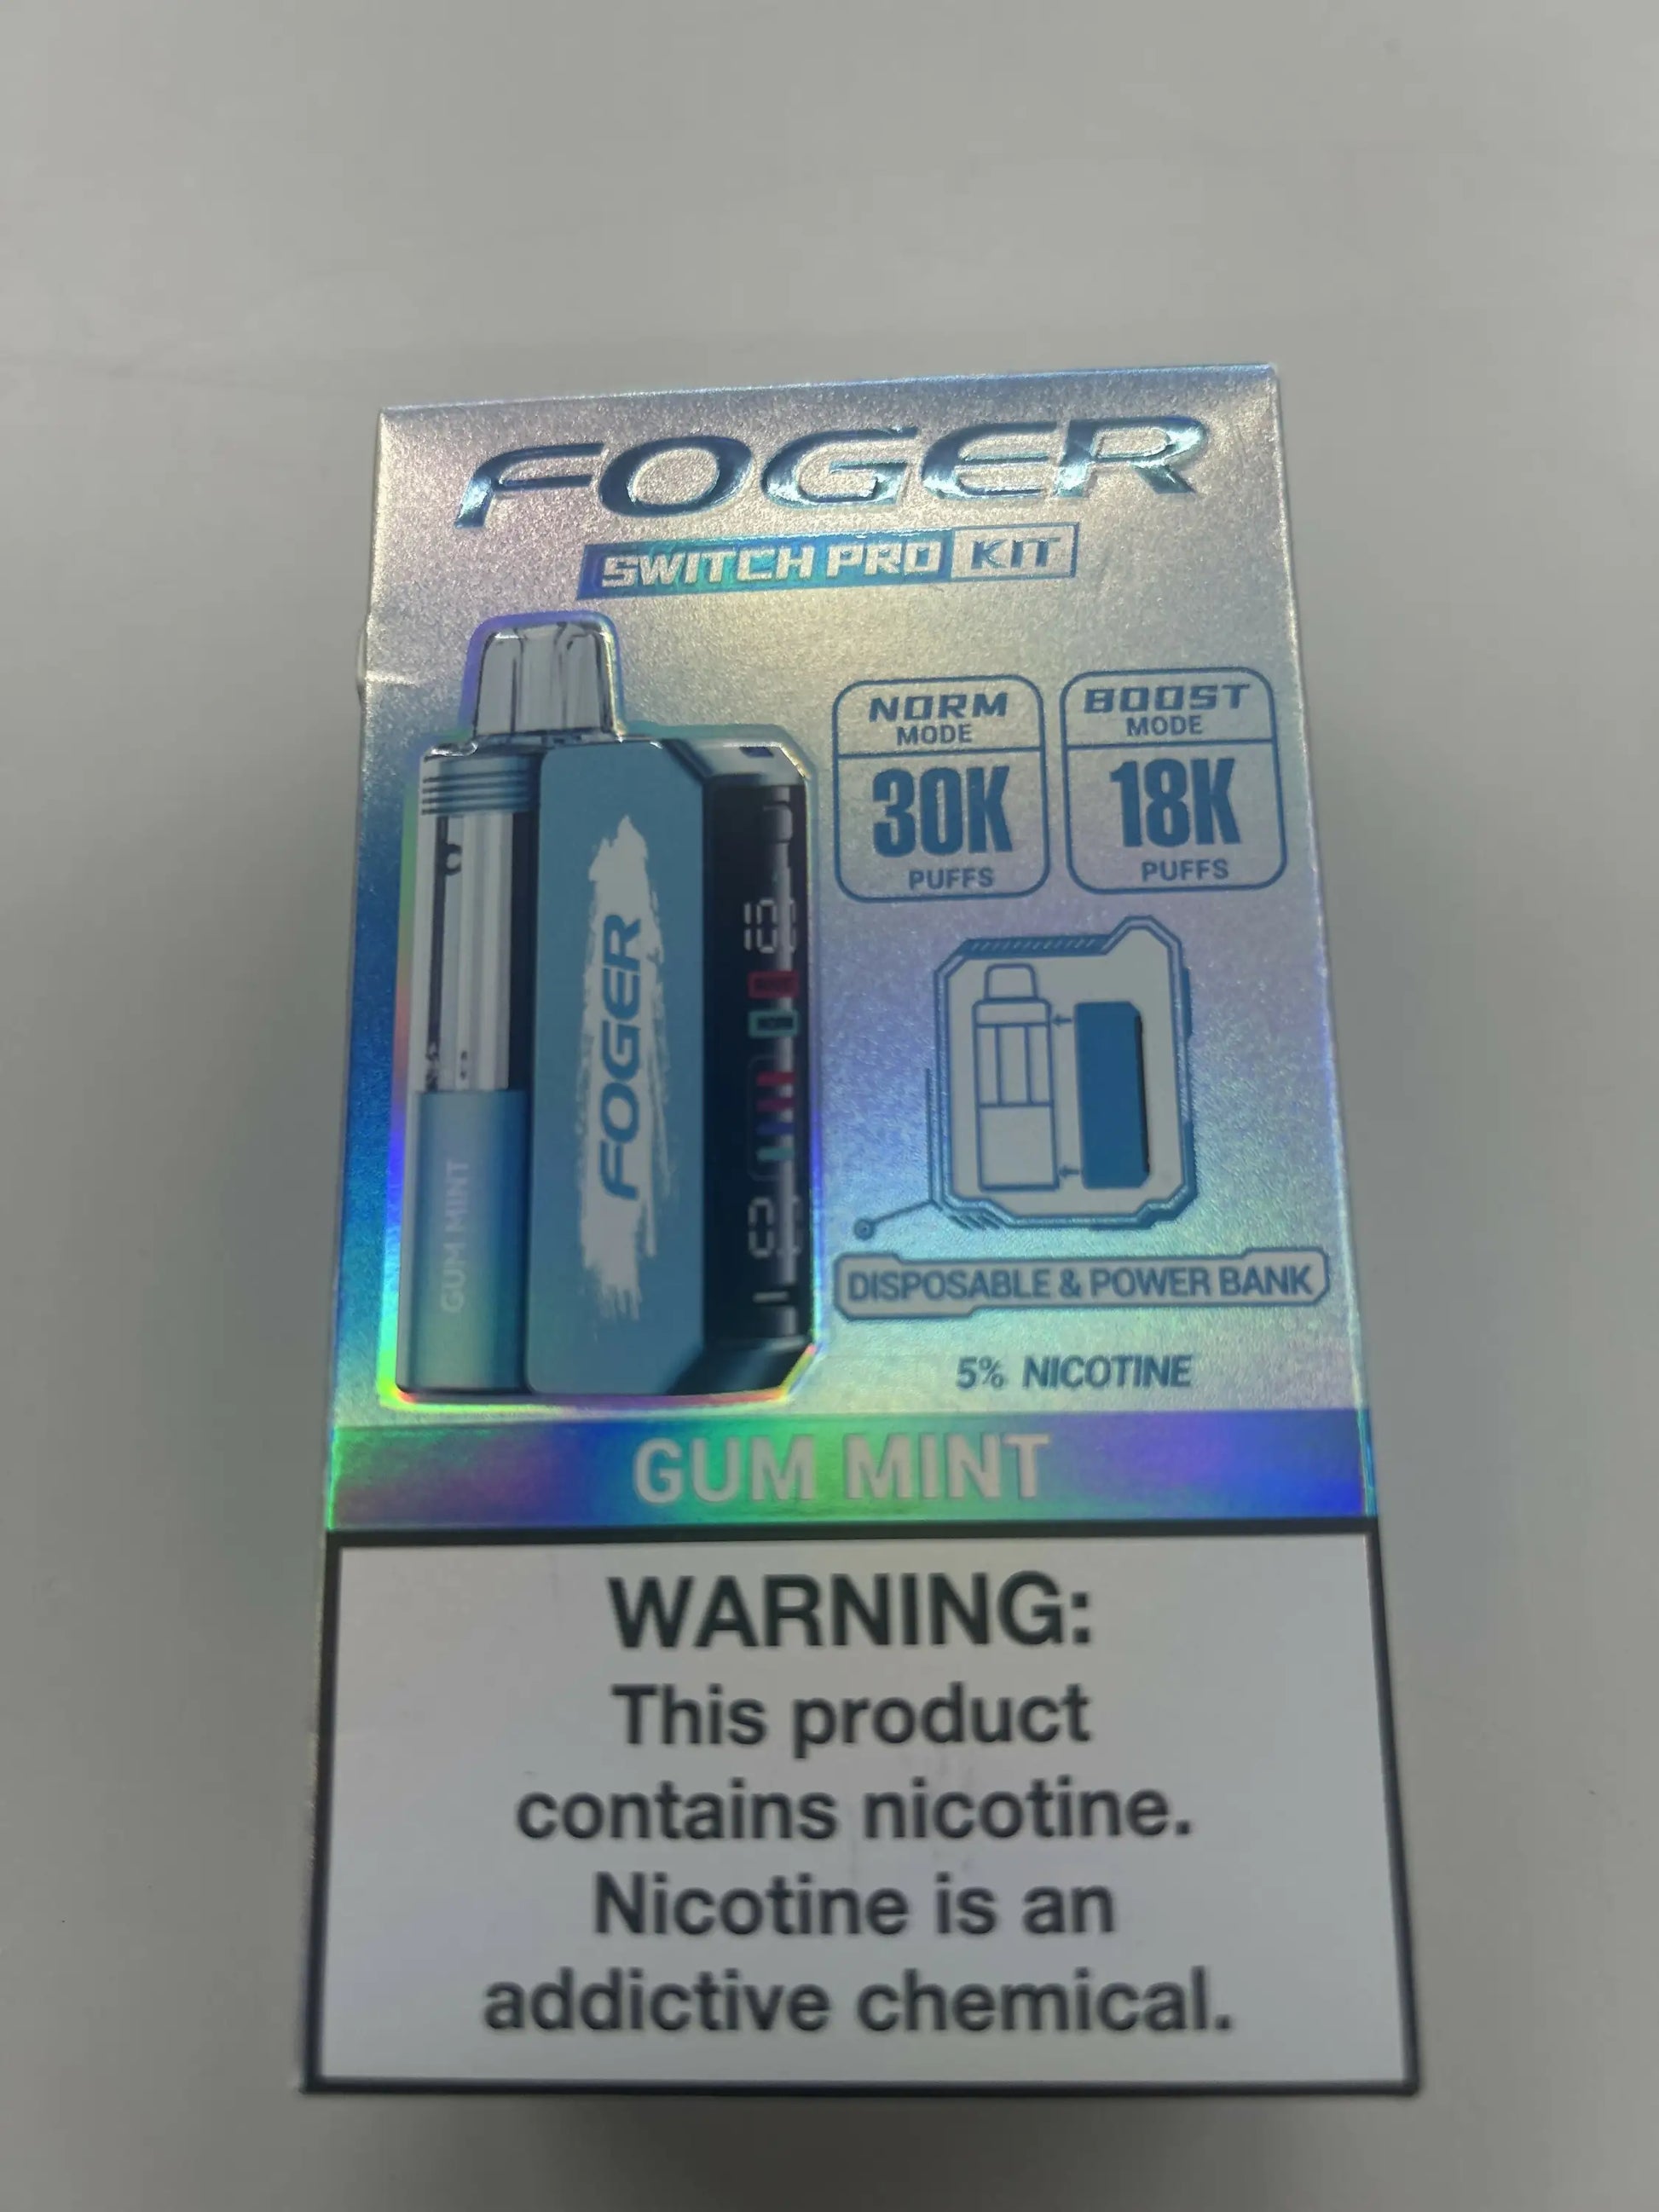 FOGER
SWITCH PRO KIT
NORM
MODE
30K
PUFFS
BOOST
MODE
18K
PUFFS
FOGER
GUM MINT
DISPOSABLE & POWER BANK
5% NICOTINE
GUM MINT
WARNING:
This product
contains nicotine.
Nicotine is an
addictive chemical.